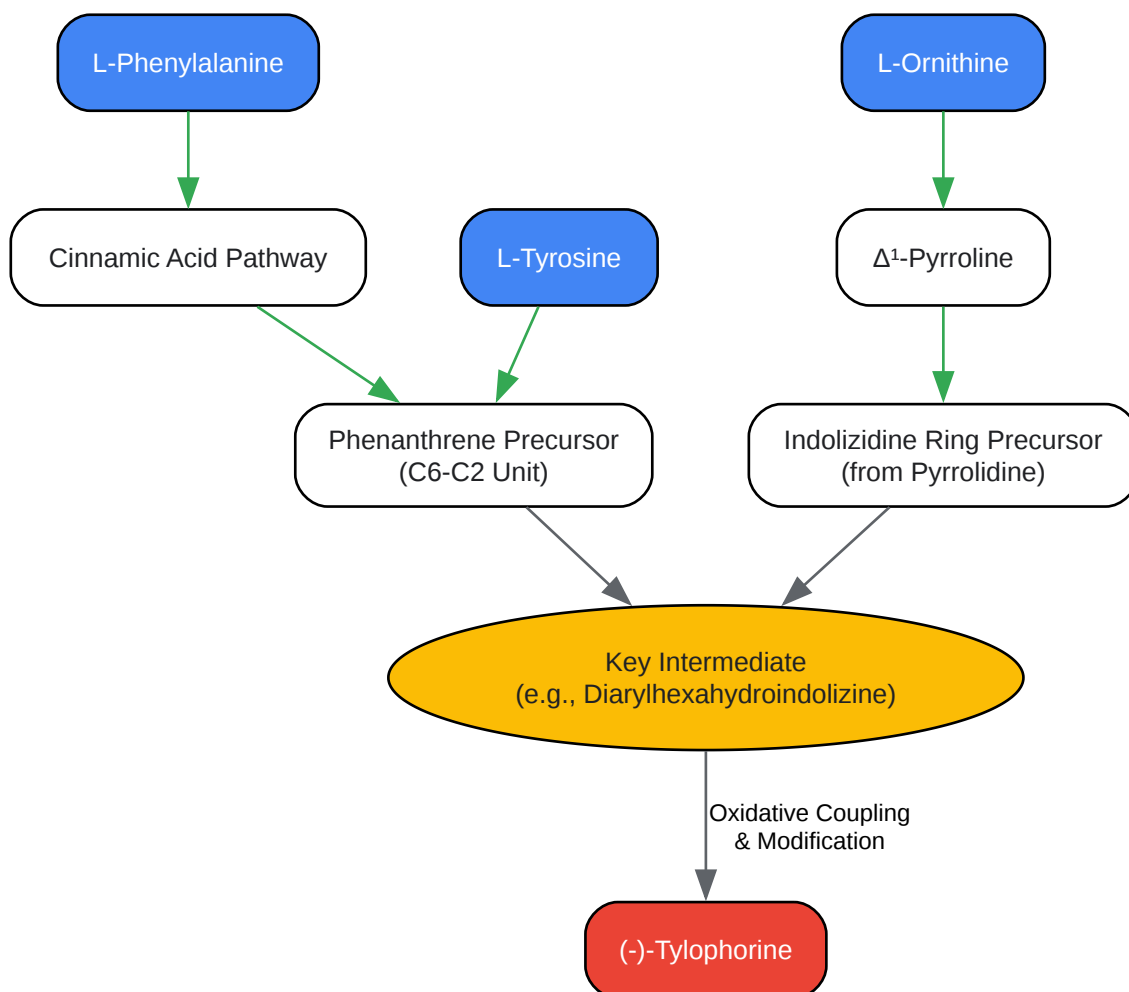 L-Phenylalanine
L-Ornithine
Cinnamic Acid Pathway
L-Tyrosine
Δ¹-Pyrroline
Phenanthrene Precursor
(C6-C2 Unit)
Indolizidine Ring Precursor
(from Pyrrolidine)
Key Intermediate
(e.g., Diarylhexahydroindolizine)
Oxidative Coupling
& Modification
(-)-Tylophorine